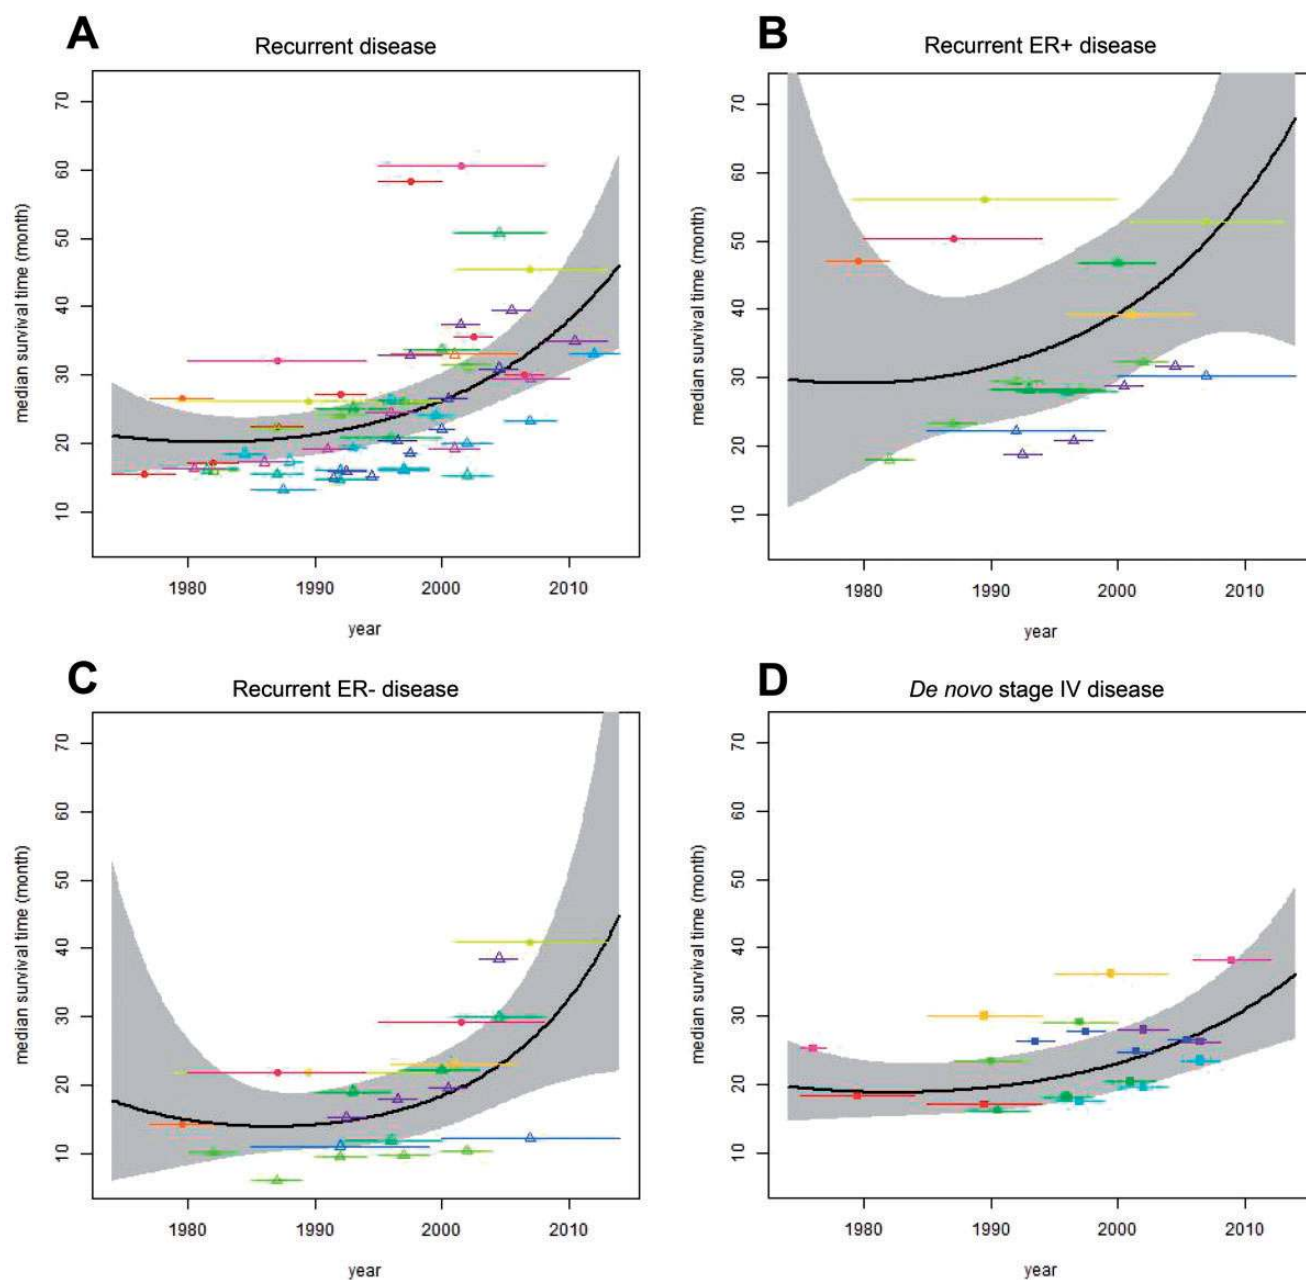 A
Recurrent disease
70
60
50
40
30
20
10
median survival time (month)
1980 1990 2000 2010
year
B
Recurrent ER+ disease
70
60
50
40
30
20
10
median survival time (month)
1980 1990 2000 2010
year
C
Recurrent ER- disease
70
60
50
40
30
20
10
median survival time (month)
1980 1990 2000 2010
year
D
De novo stage IV disease
70
60
50
40
30
20
10
median survival time (month)
1980 1990 2000 2010
year